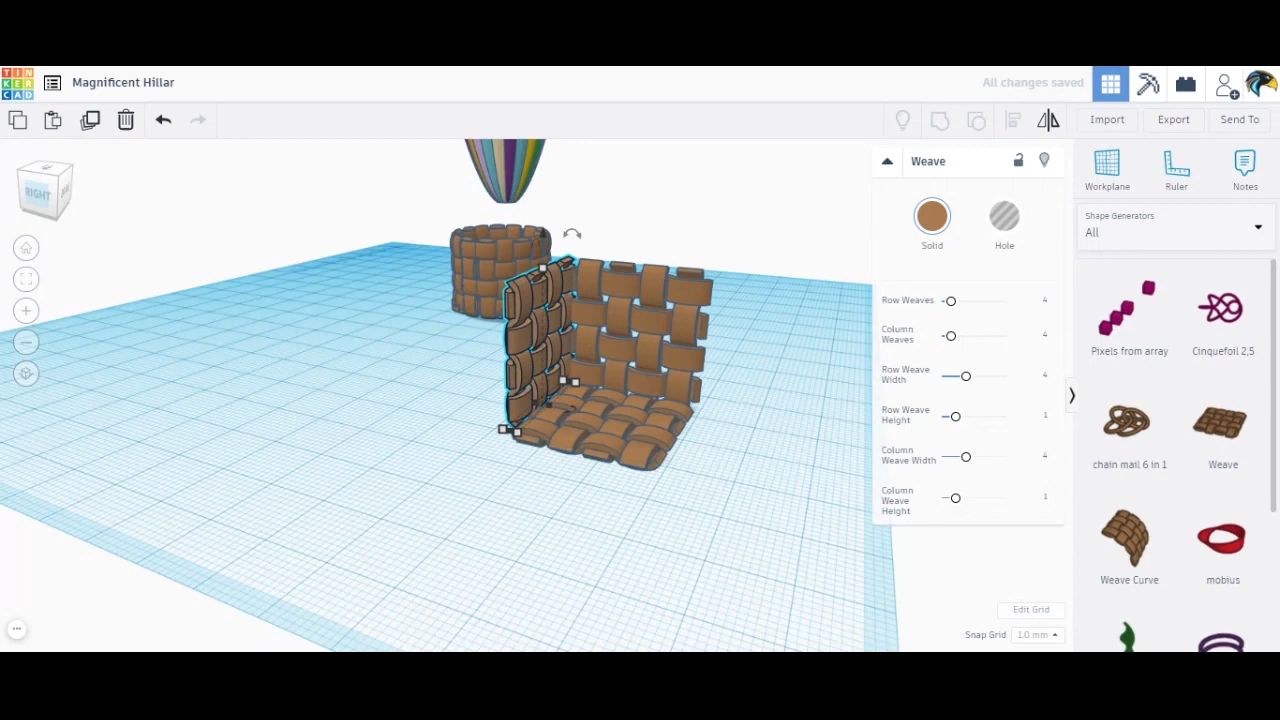 TIN
KER
CAD
Magnificent Hillar
All changes saved
Import
Export
Send To
RIGHT
Weave
Solid
Hole
Workplane
Ruler
Notes
Shape Generators
All
Row Weaves
4
Column
Weaves
4
Row Weave
Width
4
Row Weave
Height
1
Column
Weave Width
4
Column
Weave
Height
1
Pixels from array
Cinquefoil 2,5
chain mail 6 in 1
Weave
Weave Curve
mobius
Edit Grid
Snap Grid
1.0 mm